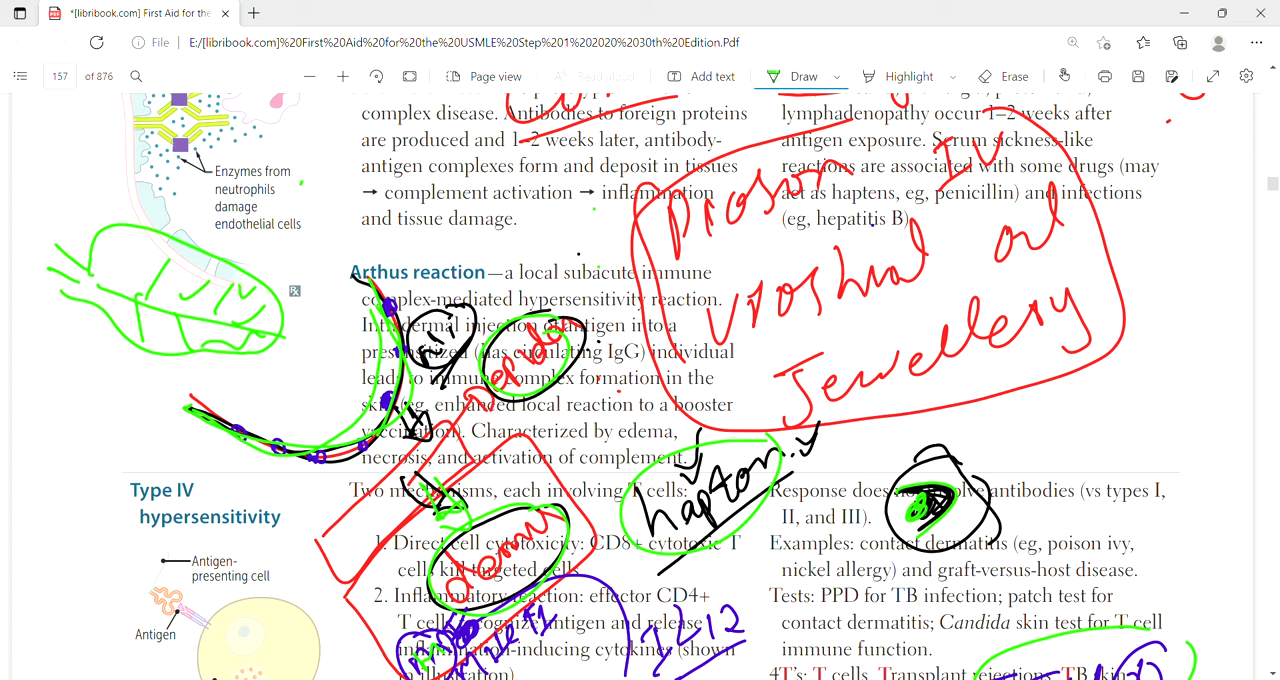 *[libribook.com] First Aid for the
File
E:/[libribook.com]%20First%20Aid%20for%20the%20USMLE%20Step%201%202020%2030th%20Edition.Pdf
157 of 876
Page view
Read aloud
Add text
Draw
Highlight
Erase
Enzymes from
neutrophils
damage
endothelial cells
complex disease. Antibodies to foreign proteins
are produced and 1–2 weeks later, antibody-
antigen complexes form and deposit in tissues
→ complement activation → inflammation
and tissue damage.
lymphadenopathy occur 1–2 weeks after
antigen exposure. Serum sickness-like
reactions are associated with some drugs (may
act as haptens, eg, penicillin) and infections
(eg, hepatitis B)
Rx
Arthus reaction—a local subacute immune
complex-mediated hypersensitivity reaction.
Intradermal injection of antigen into a
presensitized (has circulating IgG) individual
leads to immune complex formation in the
skin (eg, enhanced local reaction to a booster
vaccination). Characterized by edema,
necrosis, and activation of complement.
IV
oil
Jewellery
hapten
Type IV
hypersensitivity
Antigen-
presenting cell
Antigen
Two mechanisms, each involving T cells:
1. Direct cell cytotoxicity: CD8+ cytotoxic T
cells kill targeted cells.
2. Inflammatory reaction: effector CD4+
T cells recognize antigen and release
inflammation-inducing cytokines (shown
in illustration).
IL12
Response does not involve antibodies (vs types I,
II, and III).
Examples: contact dermatitis (eg, poison ivy,
nickel allergy) and graft-versus-host disease.
Tests: PPD for TB infection; patch test for
contact dermatitis; Candida skin test for T cell
immune function.
4T's: T cells, Transplant rejections, TB skin